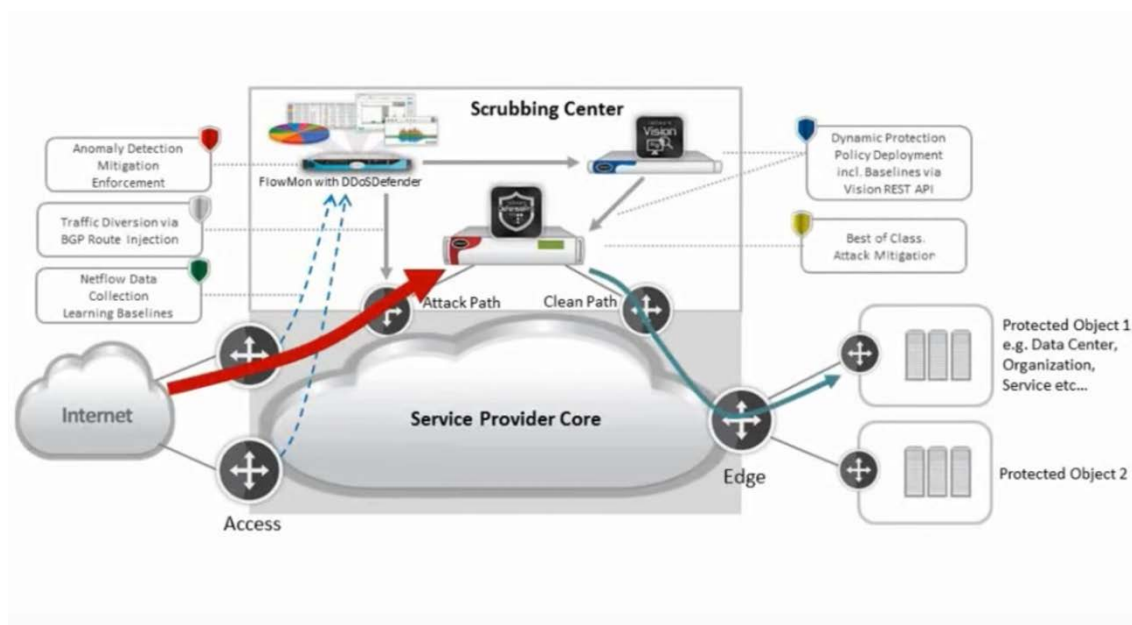 Scrubbing Center
Vision
Anomaly Detection
Mitigation
Enforcement
FlowMon with DDoSDefender
Dynamic Protection
Policy Deployment
incl. Baselines via
Vision REST API
Traffic Diversion via
BGP Route Injection
Best of Class.
Attack Mitigation
Netflow Data
Collection
Learning Baselines
Attack Path
Clean Path
Internet
Service Provider Core
Access
Edge
Protected Object 1
e.g. Data Center,
Organization,
Service etc...
Protected Object 2